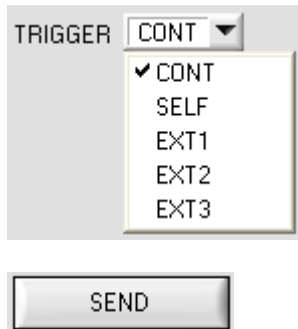 TRIGGER CONT
CONT
SELF
EXT1
EXT2
EXT3
SEND